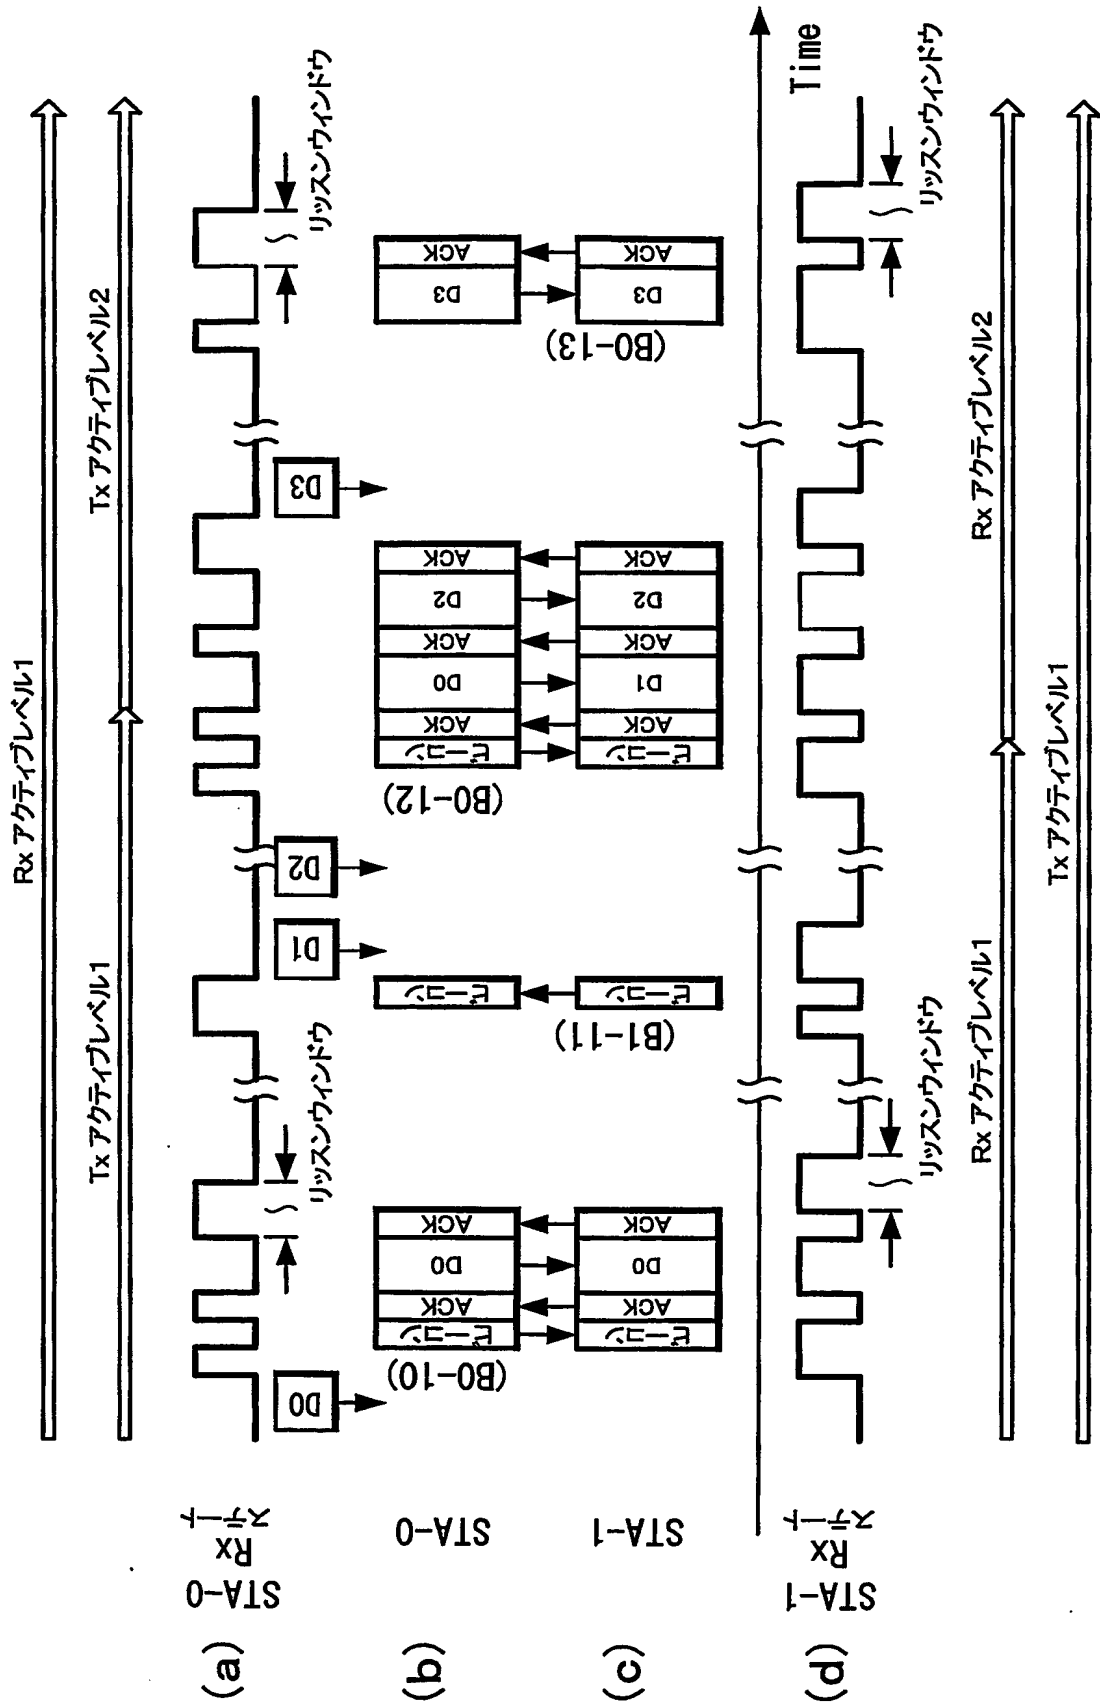 Rx アクティブレベル1
Tx アクティブレベル1
Tx アクティブレベル2
(a)
STA-0
Rx
ステート
リッスンウィンドウ
リッスンウィンドウ
D0
D1
D2
D3
(b)
STA-0
(B0-10)
ビーコン
ACK
D0
ACK
ビーコン
(B0-12)
ビーコン
ACK
D0
ACK
D2
ACK
D3
ACK
(c)
STA-1
ビーコン
ACK
D0
ACK
(B1-11)
ビーコン
ビーコン
ACK
D1
ACK
D2
ACK
(B0-13)
D3
ACK
Time
(d)
STA-1
Rx
ステート
リッスンウィンドウ
リッスンウィンドウ
Rx アクティブレベル1
Rx アクティブレベル2
Tx アクティブレベル1